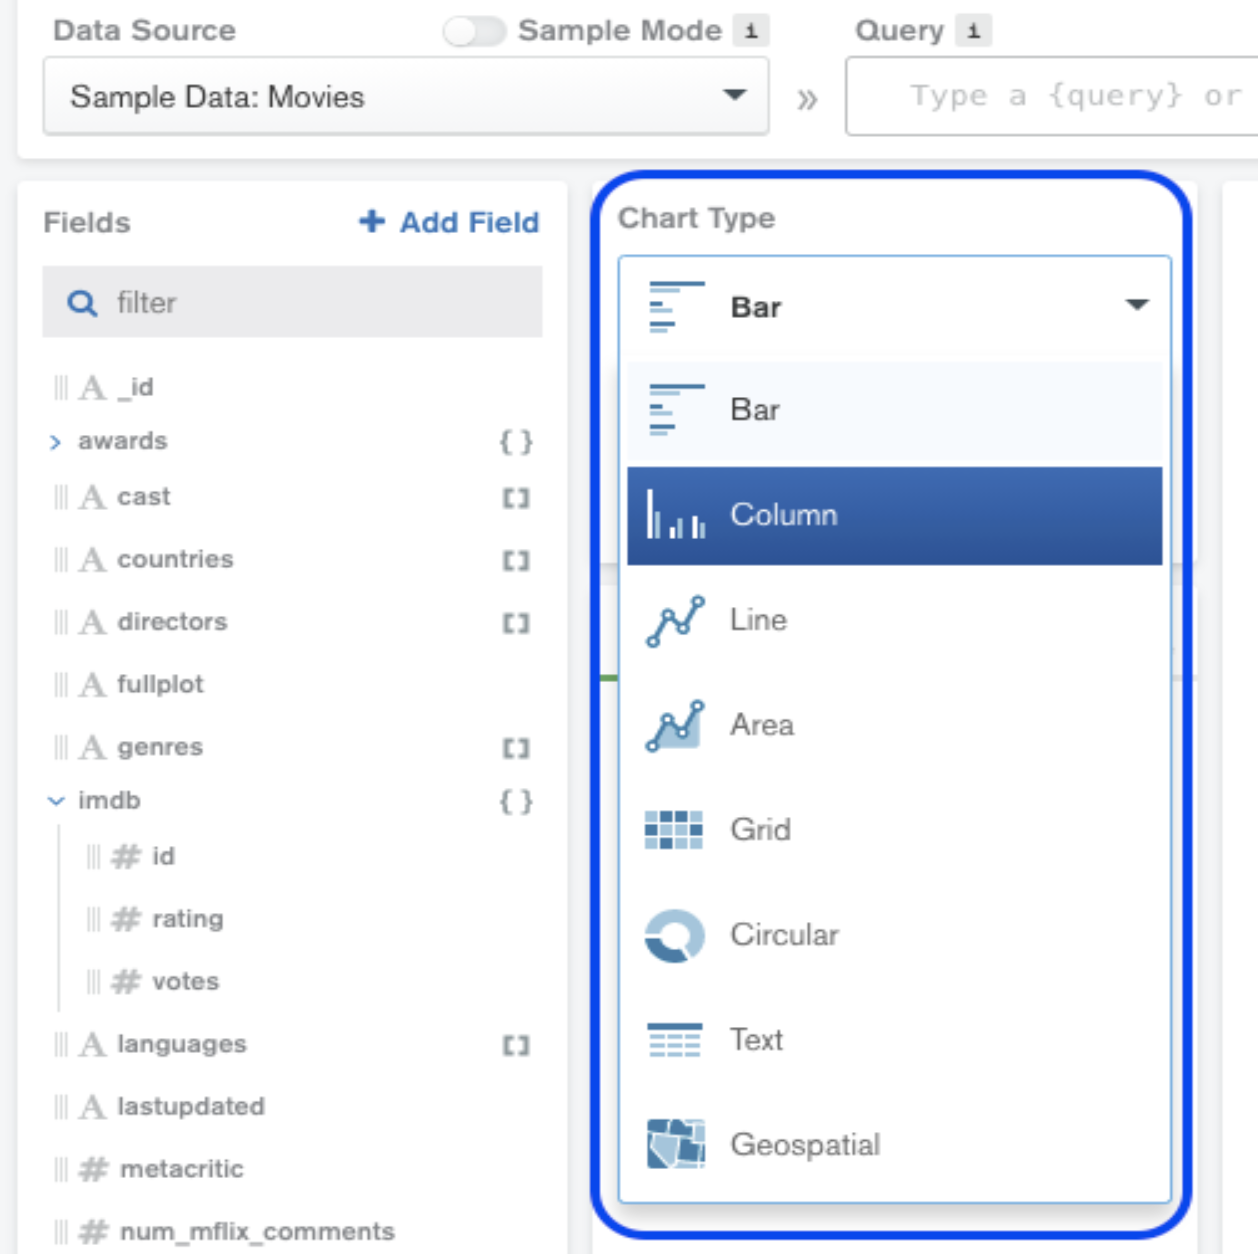 Data Source
Sample Mode i
Query i
Sample Data: Movies
»
Type a {query} or
Fields
+ Add Field
filter
A _id
> awards { }
A cast [ ]
A countries [ ]
A directors [ ]
A fullplot
A genres [ ]
imdb { }
# id
# rating
# votes
A languages [ ]
A lastupdated
# metacritic
# num_mflix_comments
Chart Type
Bar
Bar
Column
Line
Area
Grid
Circular
Text
Geospatial